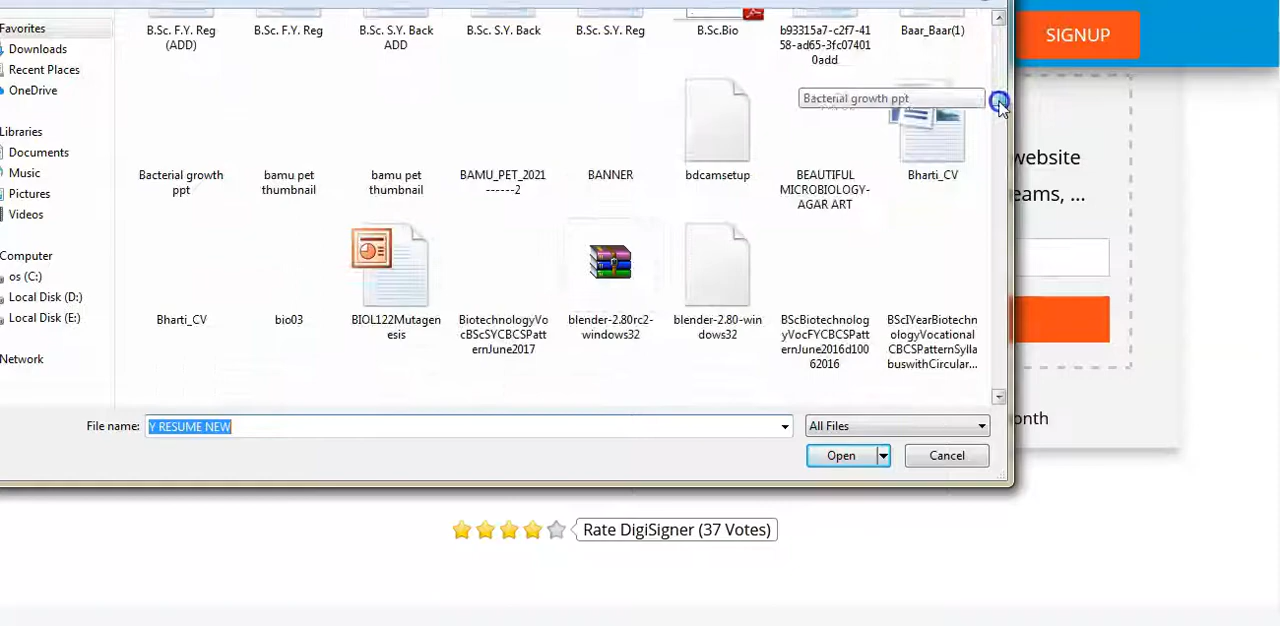 Favorites
Downloads
Recent Places
OneDrive
Libraries
Documents
Music
Pictures
Videos
Computer
os (C:)
Local Disk (D:)
Local Disk (E:)
Network
B.Sc. F.Y. Reg
(ADD)
B.Sc. F.Y. Reg
B.Sc. S.Y. Back
ADD
B.Sc. S.Y. Back
B.Sc. S.Y. Reg
B.Sc.Bio
b93315a7-c2f7-41
58-ad65-3fc07401
0add
Baar_Baar(1)
Bacterial growth ppt
Bacterial growth
ppt
bamu pet
thumbnail
bamu pet
thumbnail
BAMU_PET_2021
------2
BANNER
bdcamsetup
BEAUTIFUL
MICROBIOLOGY-
AGAR ART
Bharti_CV
Bharti_CV
bio03
BIOL122Mutagen
esis
BiotechnologyVo
cBScSYCBCSPatt
ernJune2017
blender-2.80rc2-
windows32
blender-2.80-win
dows32
BScBiotechnolog
yVocFYCBCSPatt
ernJune2016d100
62016
BScIYearBiotechn
ologyVocational
CBCSPatternSylla
buswithCircular...
File name:
Y RESUME NEW
All Files
Open
Cancel
SIGNUP
website
eams, ...
onth
Rate DigiSigner (37 Votes)